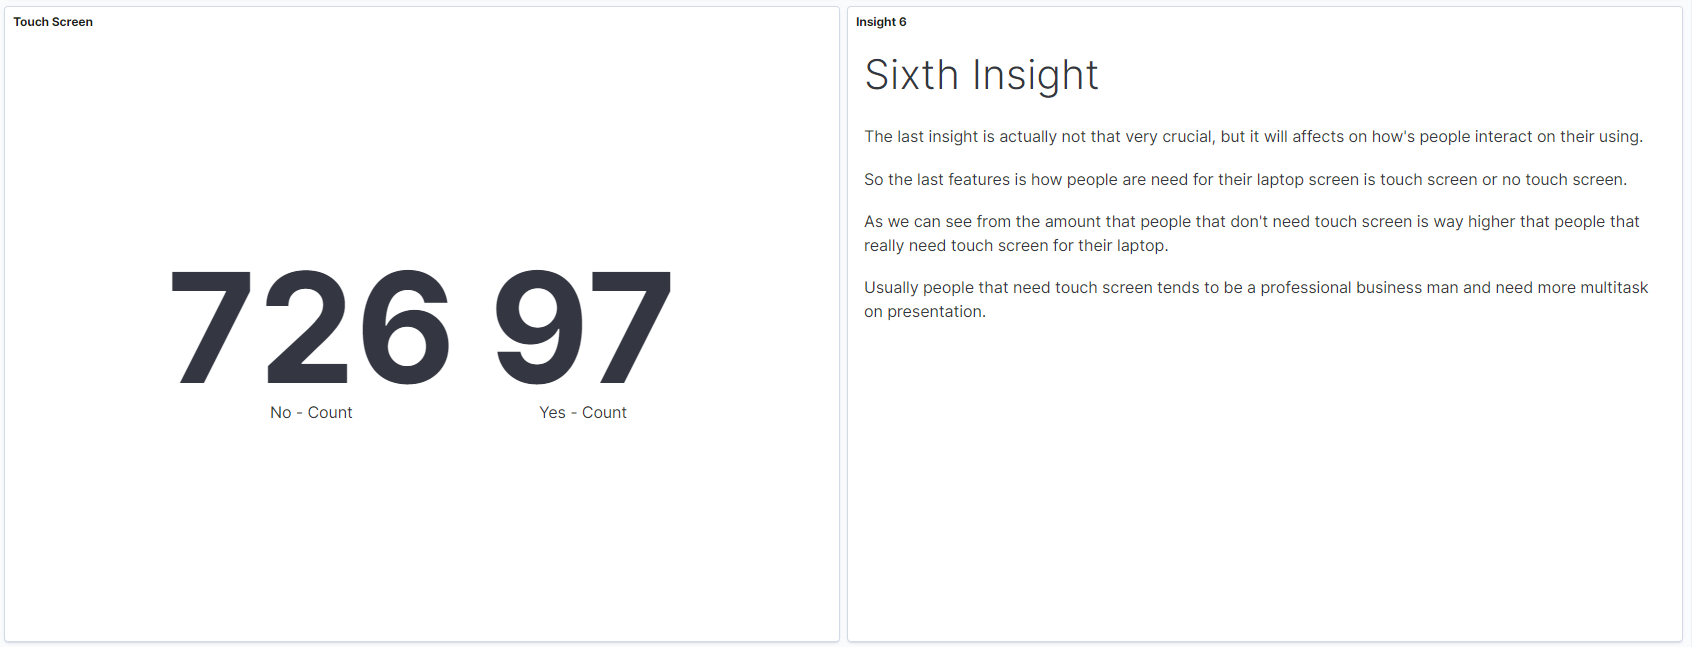 Touch Screen
726 97
No - Count
Yes - Count
Insight 6
Sixth Insight
The last insight is actually not that very crucial, but it will affects on how's people interact on their using.
So the last features is how people are need for their laptop screen is touch screen or no touch screen.
As we can see from the amount that people that don't need touch screen is way higher that people that
really need touch screen for their laptop.
Usually people that need touch screen tends to be a professional business man and need more multitask
on presentation.